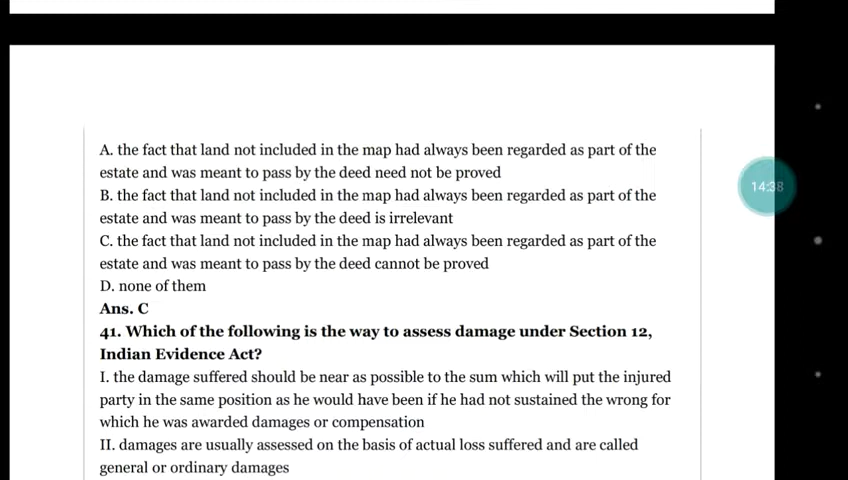 A. the fact that land not included in the map had always been regarded as part of the
estate and was meant to pass by the deed need not be proved
B. the fact that land not included in the map had always been regarded as part of the
estate and was meant to pass by the deed is irrelevant
C. the fact that land not included in the map had always been regarded as part of the
estate and was meant to pass by the deed cannot be proved
D. none of them
Ans. C
41. Which of the following is the way to assess damage under Section 12,
Indian Evidence Act?
I. the damage suffered should be near as possible to the sum which will put the injured
party in the same position as he would have been if he had not sustained the wrong for
which he was awarded damages or compensation
II. damages are usually assessed on the basis of actual loss suffered and are called
general or ordinary damages
14:38